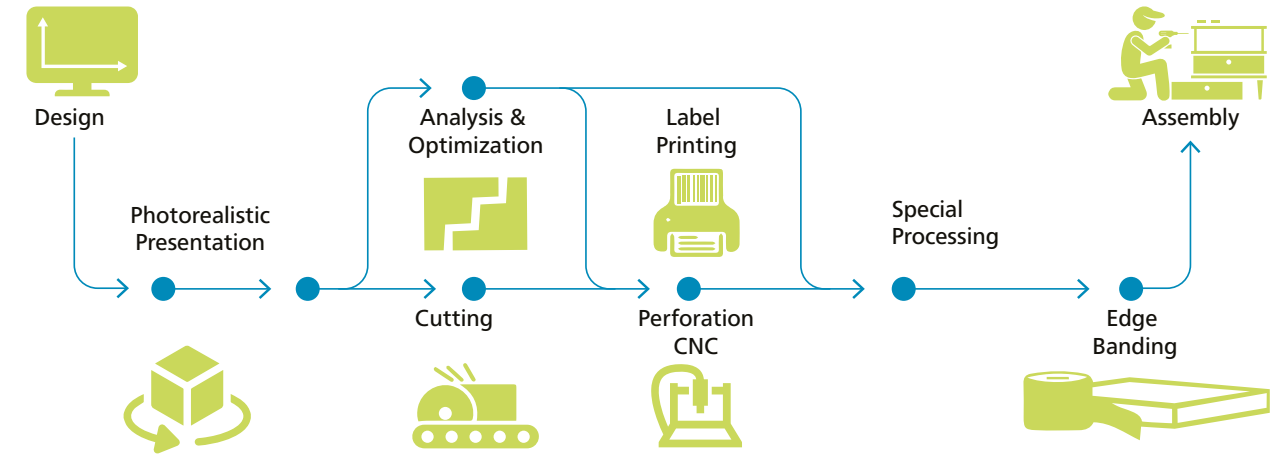 Design
Photorealistic
Presentation
Analysis &
Optimization
Cutting
Label
Printing
Perforation
CNC
Special
Processing
Edge
Banding
Assembly